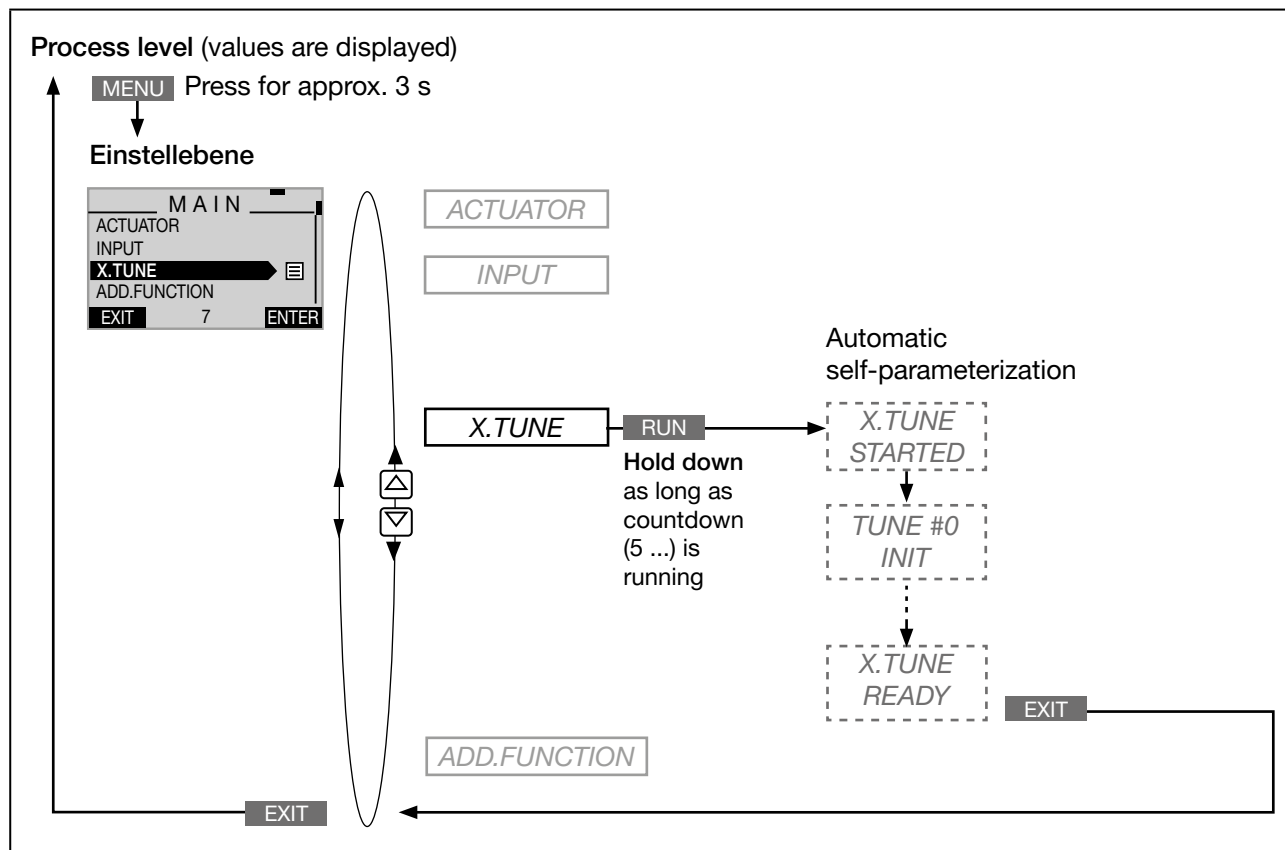 Process level (values are displayed)
MENU Press for approx. 3 s
Einstellebene
MAIN
ACTUATOR
INPUT
X.TUNE
ADD.FUNCTION
EXIT 7 ENTER
ACTUATOR
INPUT
X.TUNE
RUN
Hold down
as long as
countdown
(5 ...) is
running
Automatic
self-parameterization
X.TUNE
STARTED
TUNE #0
INIT
X.TUNE
READY
EXIT
ADD.FUNCTION
EXIT